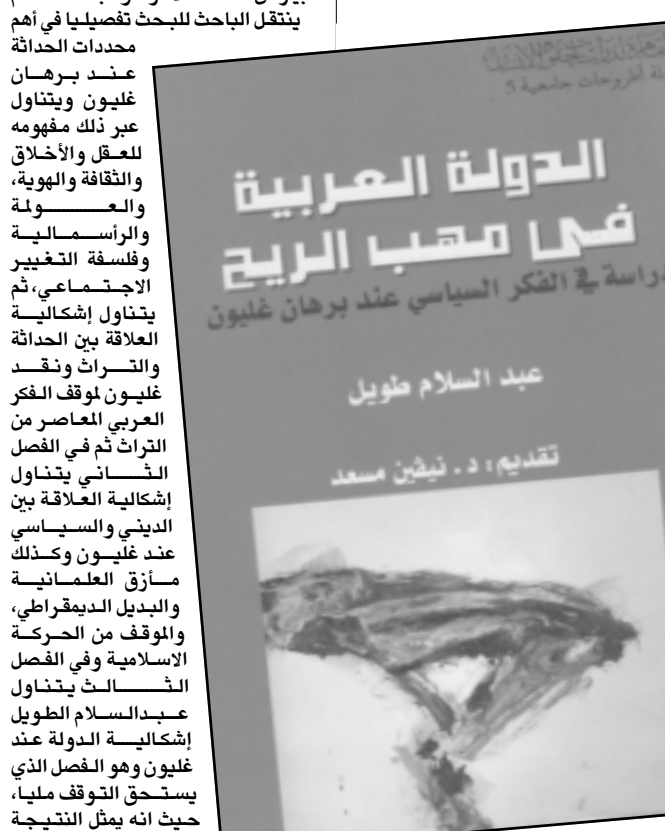 ينتقل الباحث للبحث تفصيليا في أهم
محددات الحداثة
عند برهان
غليون ويتناول
عبر ذلك مفهومه
للعقل والأخلاق
والثقافة والهوية،
والعولمة
والرأسمالية
وفلسفة التغيير
الاجتماعي، ثم
يتناول إشكالية
العلاقة بين الحداثة
والتراث ونقد
غليون لموقف الفكر
العربي المعاصر من
التراث ثم في الفصل
الثاني يتناول
إشكالية العلاقة بين
الديني والسياسي
عند غليون وكذلك
مأزق العلمانية
والبديل الديمقراطي،
والموقف من الحركة
الاسلامية وفي الفصل
الثالث يتناول
عبدالسلام الطويل
إشكالية الدولة عند
غليون وهو الفصل الذي
يستحق التوقف مليا،
حيث انه يمثل النتيجة
أطروحات جامعية 5
الدولة العربية
فى مهب الريح
دراسة في الفكر السياسي عند برهان غليون
عبد السلام طويل
تقديم: د. نيڤين مسعد